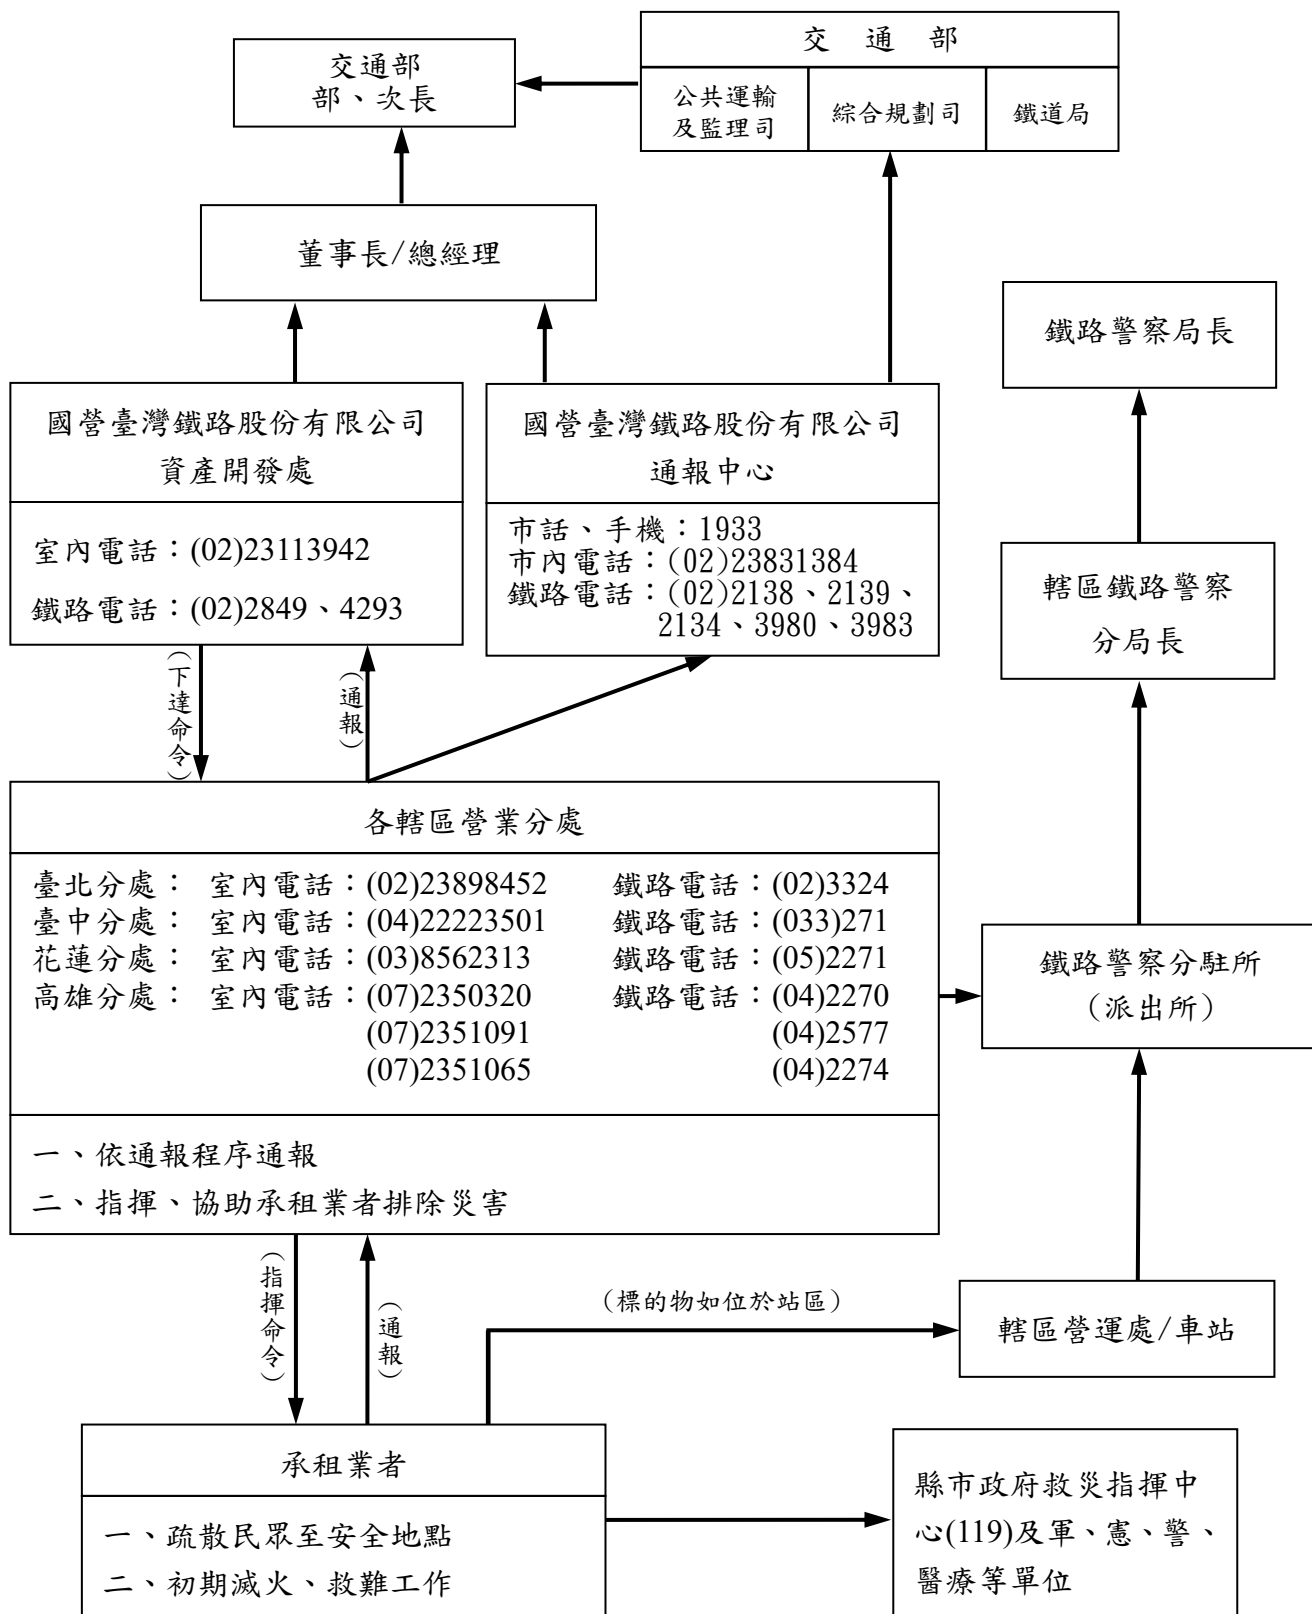 交通部
部、次長
交　通　部
公共運輸
及監理司
綜合規劃司
鐵道局
董事長/總經理
鐵路警察局長
國營臺灣鐵路股份有限公司
資產開發處
室內電話：(02)23113942
鐵路電話：(02)2849、4293
國營臺灣鐵路股份有限公司
通報中心
市話、手機：1933
市內電話：(02)23831384
鐵路電話：(02)2138、2139、
2134、3980、3983
轄區鐵路警察
分局長
(下達命令)
(通報)
各轄區營業分處
臺北分處：　室內電話：(02)23898452　鐵路電話：(02)3324
臺中分處：　室內電話：(04)22223501　鐵路電話：(033)271
花蓮分處：　室內電話：(03)8562313　鐵路電話：(05)2271
高雄分處：　室內電話：(07)2350320　鐵路電話：(04)2270
(07)2351091　(04)2577
(07)2351065　(04)2274
一、依通報程序通報
二、指揮、協助承租業者排除災害
鐵路警察分駐所
（派出所）
(指揮命令)
(通報)
（標的物如位於站區）
轄區營運處/車站
承租業者
一、疏散民眾至安全地點
二、初期滅火、救難工作
縣市政府救災指揮中
心(119)及軍、憲、警、
醫療等單位